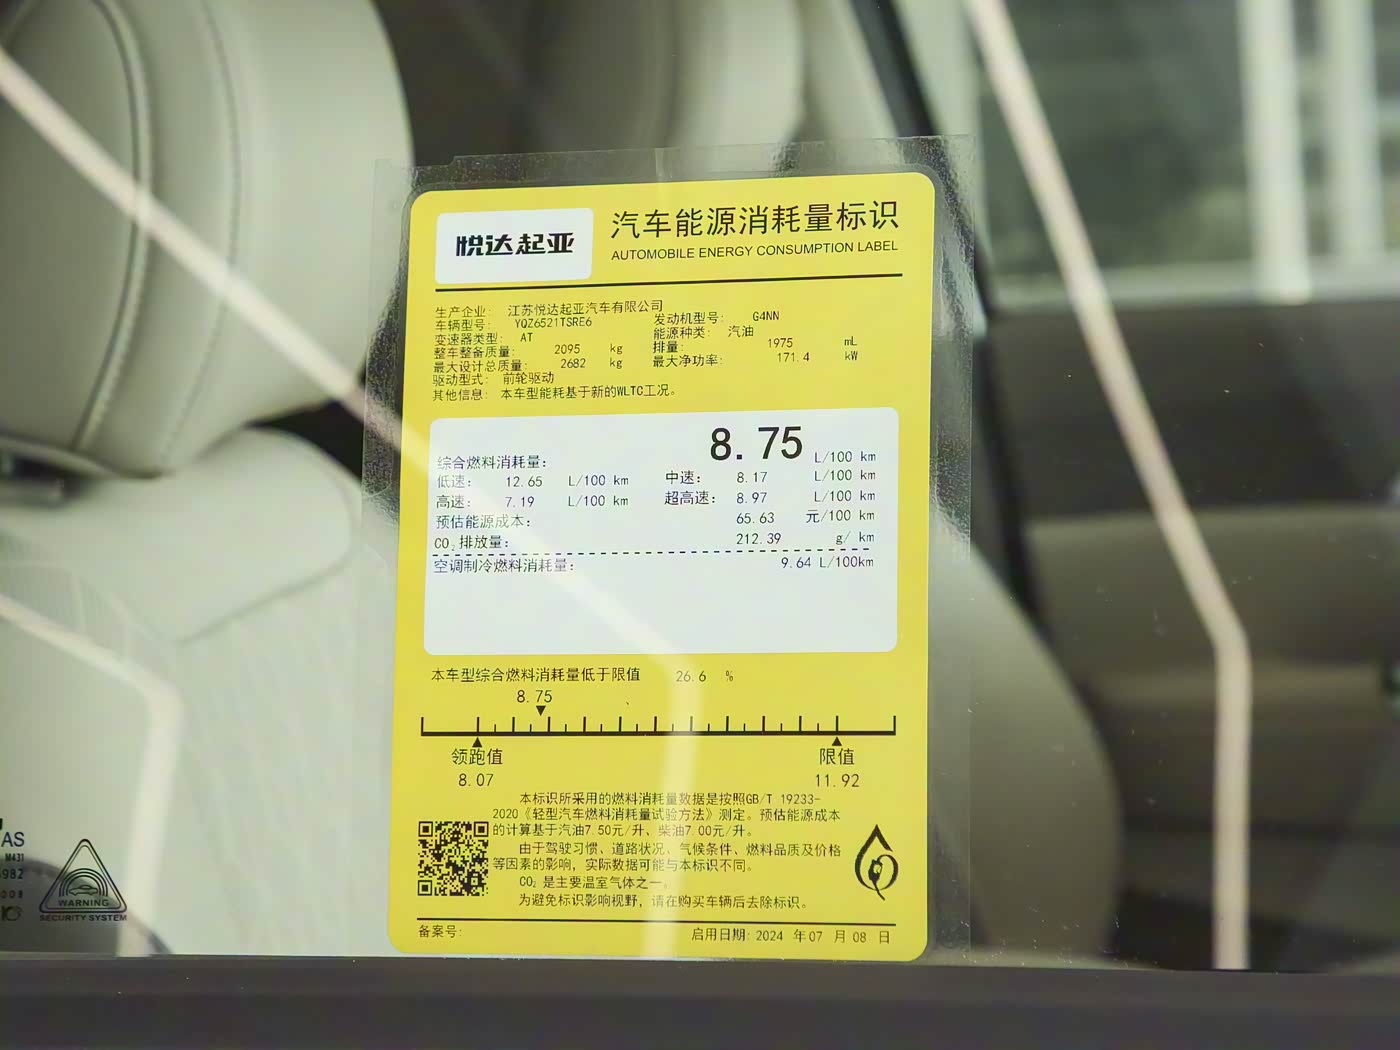 悦达起亚
汽车能源消耗量标识
AUTOMOBILE ENERGY CONSUMPTION LABEL
生产企业: 江苏悦达起亚汽车有限公司
车辆型号: YQZ6521TSRE6 发动机型号: G4NN
变速器类型: AT 能源种类: 汽油
整车整备质量: 2095 kg 排量: 1975 mL
最大设计总质量: 2682 kg 最大净功率: 171.4 kW
驱动型式: 前轮驱动
其他信息: 本车型能耗基于新的WLTC工况。
综合燃料消耗量: 8.75 L/100 km
低速: 12.65 L/100 km 中速: 8.17 L/100 km
高速: 7.19 L/100 km 超高速: 8.97 L/100 km
预估能源成本: 65.63 元/100 km
CO₂排放量: 212.39 g/ km
空调制冷燃料消耗量: 9.64 L/100km
本车型综合燃料消耗量低于限值 26.6 %
8.75
领跑值 限值
8.07 11.92
本标识所采用的燃料消耗量数据是按照GB/T 19233-
2020《轻型汽车燃料消耗量试验方法》测定。预估能源成本
的计算基于汽油7.50元/升、柴油7.00元/升。
由于驾驶习惯、道路状况、气候条件、燃料品质及价格
等因素的影响，实际数据可能与本标识不同。
CO₂ 是主要温室气体之一。
为避免标识影响视野，请在购买车辆后去除标识。
备案号: 启用日期: 2024 年07 月08 日
AS
M431
982
008
WARNING
SECURITY SYSTEM